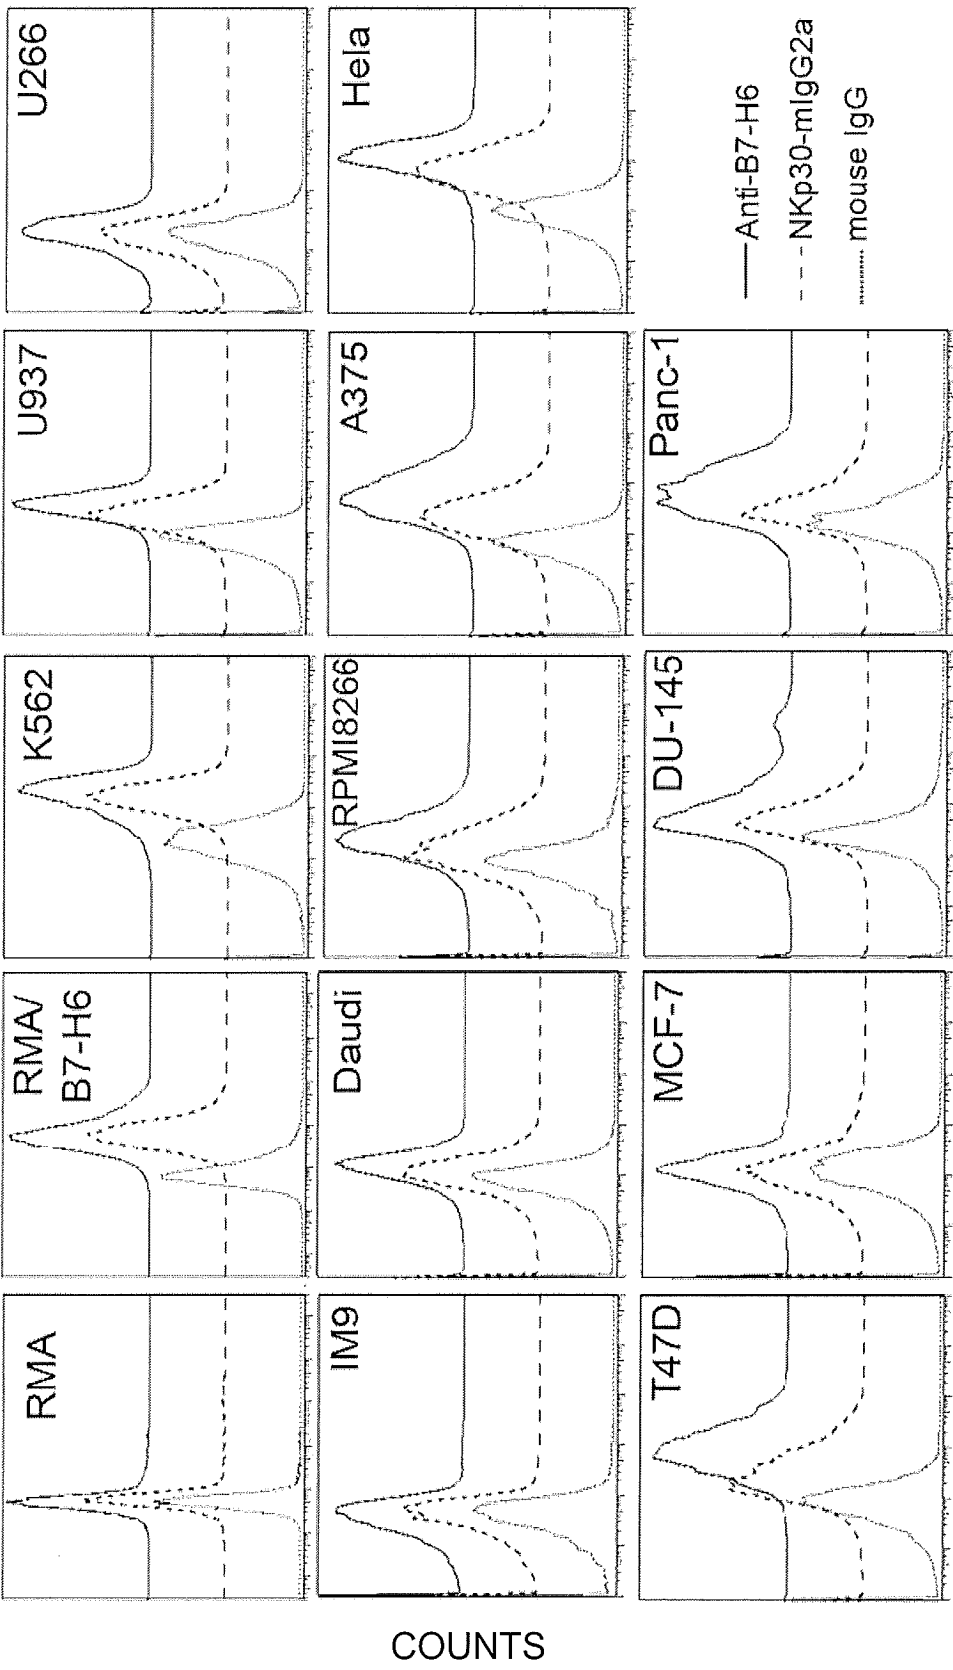 RMA
RMA/
B7-H6
K562
U937
U266
IM9
Daudi
RPMI8266
A375
Hela
T47D
MCF-7
DU-145
Panc-1
Anti-B7-H6
NKp30-mIgG2a
mouse IgG
COUNTS